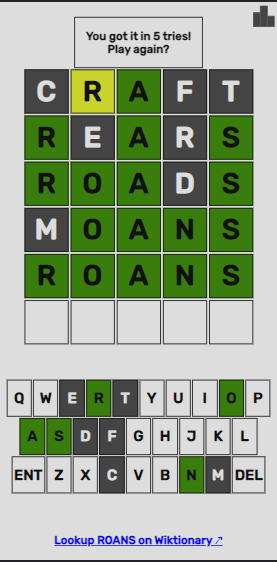 You got it in 5 tries!
Play again?
C R A F T
R E A R S
R O A D S
M O A N S
R O A N S
Q W E R T Y U I O P
A S D F G H J K L
ENT Z X C V B N M DEL
Lookup ROANS on Wiktionary ↗